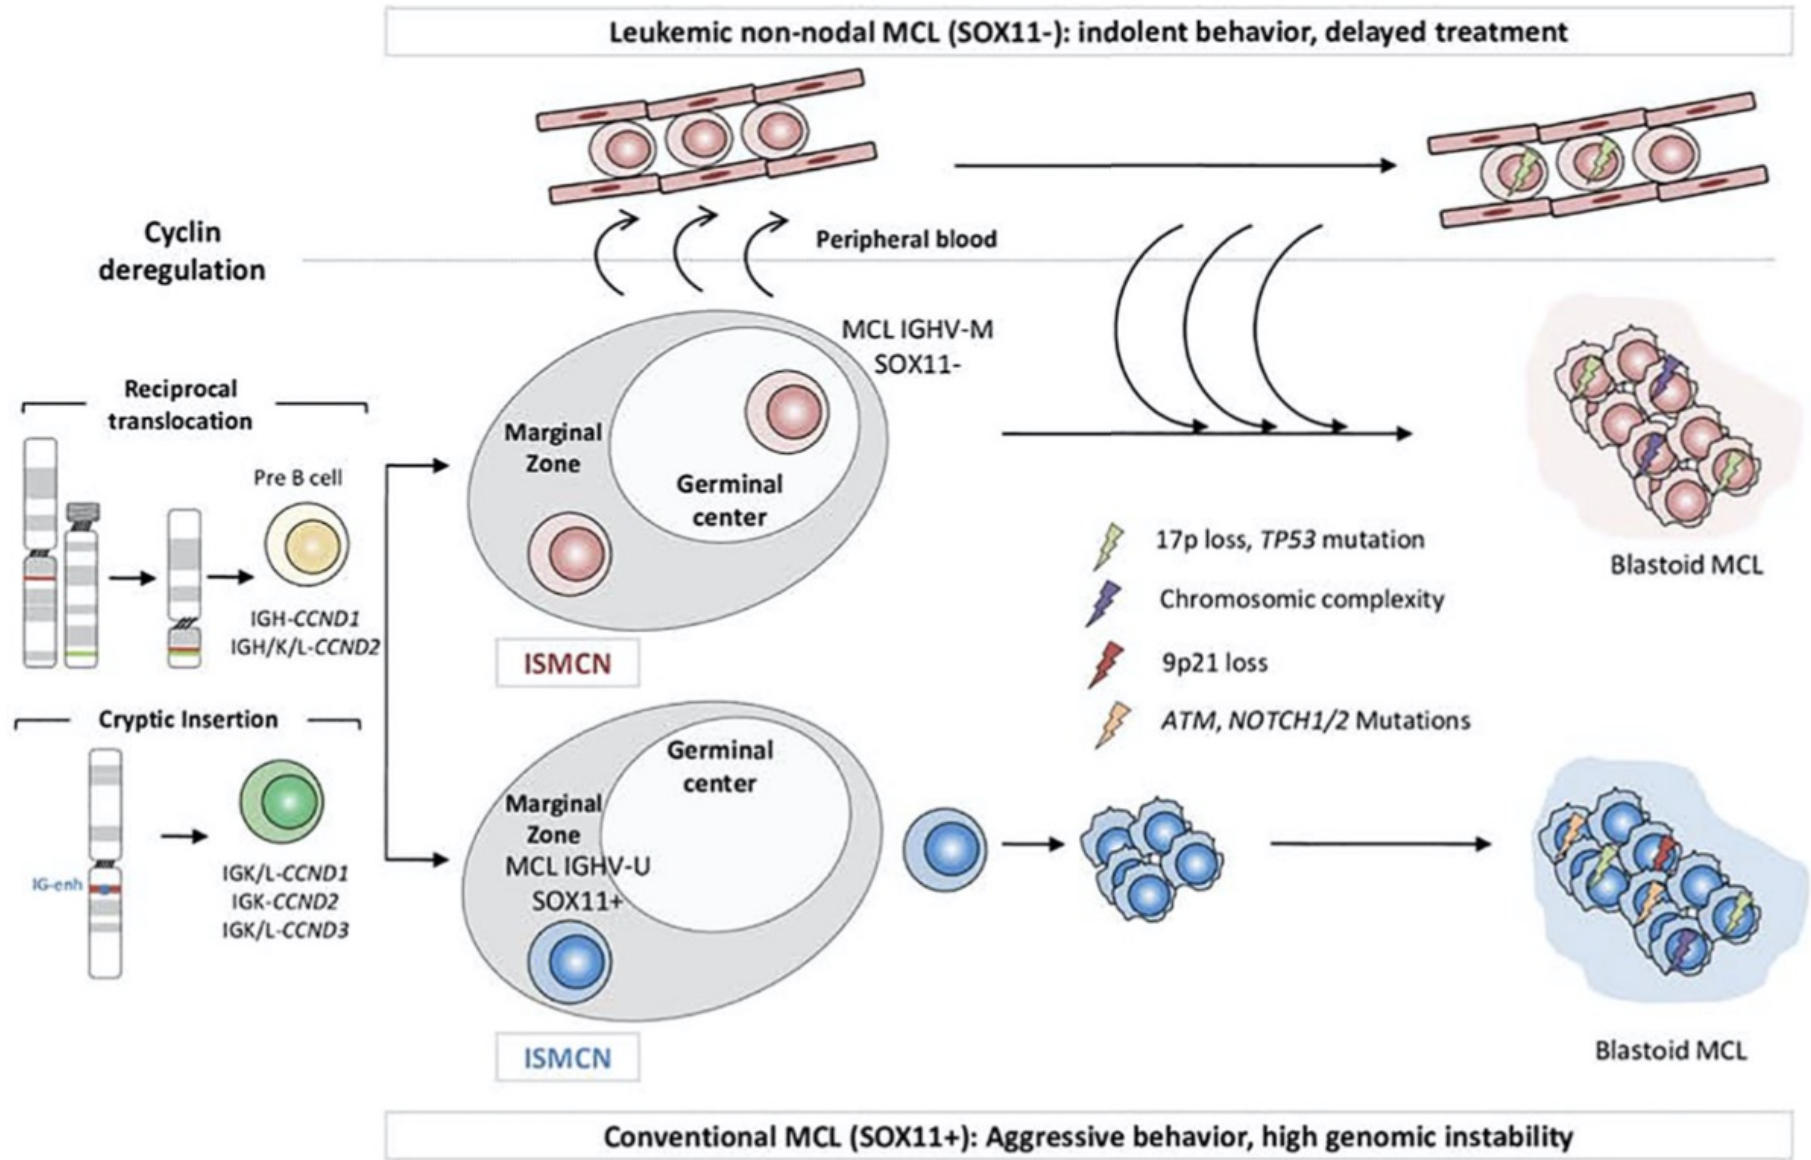 Leukemic non-nodal MCL (SOX11-): indolent behavior, delayed treatment
Cyclin
deregulation
Peripheral blood
MCL IGHV-M
SOX11-
Reciprocal
translocation
Pre B cell
IGH-CCND1
IGH/K/L-CCND2
Marginal
Zone
Germinal
center
ISMCN
17p loss, TP53 mutation
Chromosomic complexity
9p21 loss
ATM, NOTCH1/2 Mutations
Blastoid MCL
Cryptic Insertion
IG-enh
IGK/L-CCND1
IGK-CCND2
IGK/L-CCND3
Germinal
center
Marginal
Zone
MCL IGHV-U
SOX11+
ISMCN
Blastoid MCL
Conventional MCL (SOX11+): Aggressive behavior, high genomic instability